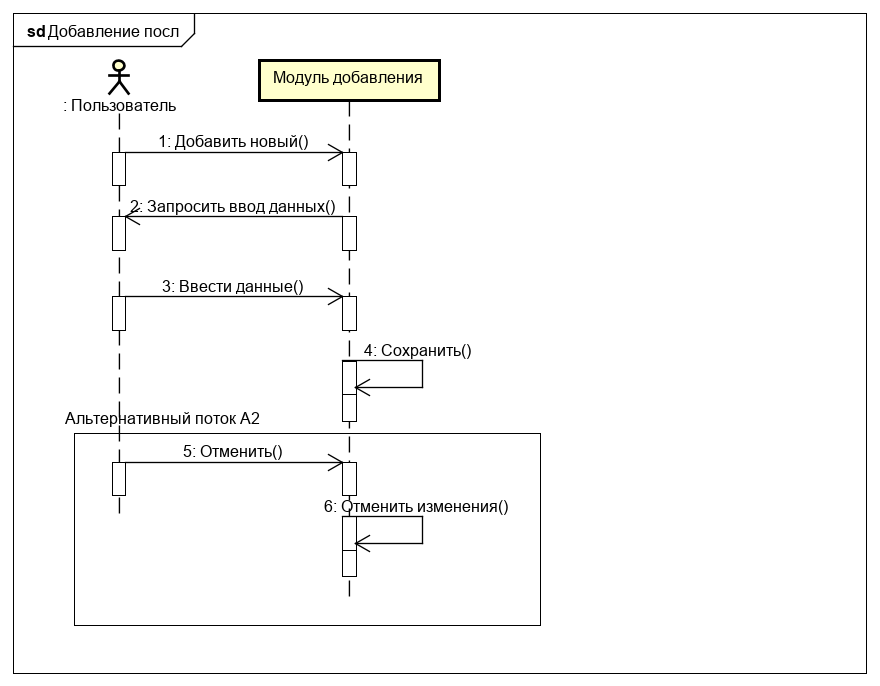 sd Добавление посл
: Пользователь
Модуль добавления
1: Добавить новый()
2: Запросить ввод данных()
3: Ввести данные()
4: Сохранить()
Альтернативный поток А2
5: Отменить()
6: Отменить изменения()